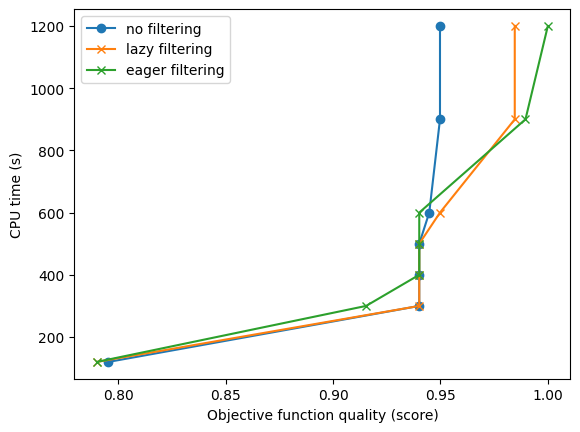 no filtering
lazy filtering
eager filtering
1200
1000
800
600
400
200
CPU time (s)
0.80
0.85
0.90
0.95
1.00
Objective function quality (score)